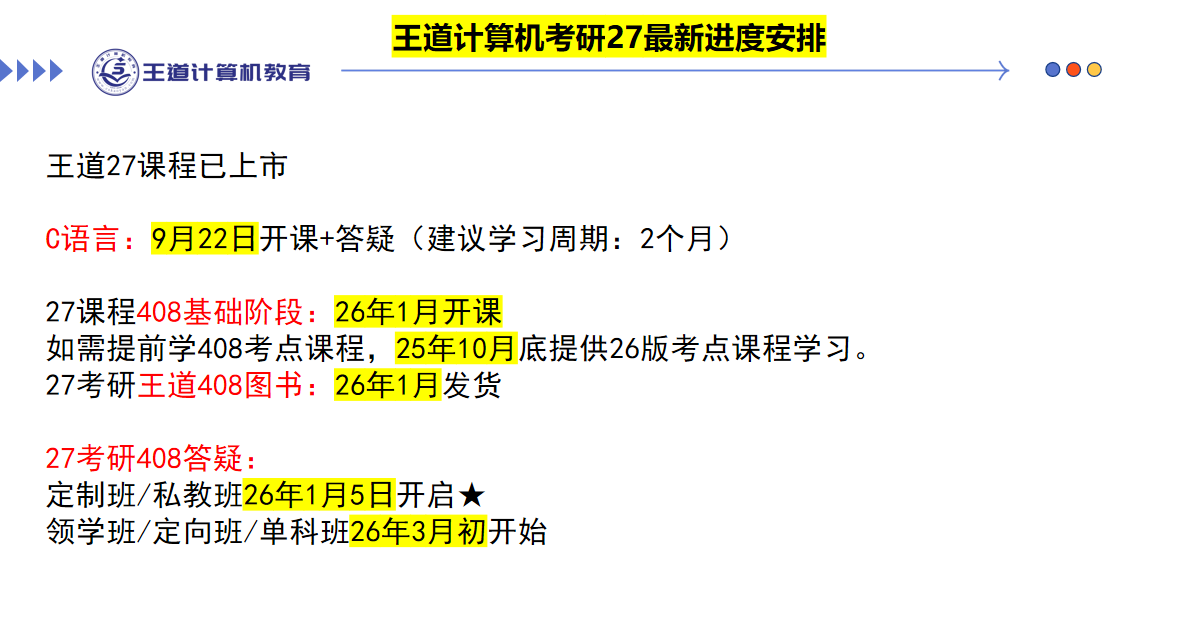 王道计算机考研27最新进度安排
王道计算机教育
王道27课程已上市
C语言：9月22日开课+答疑（建议学习周期：2个月）
27课程408基础阶段：26年1月开课
如需提前学408考点课程，25年10月底提供26版考点课程学习。
27考研王道408图书：26年1月发货
27考研408答疑：
定制班/私教班26年1月5日开启★
领学班/定向班/单科班26年3月初开始